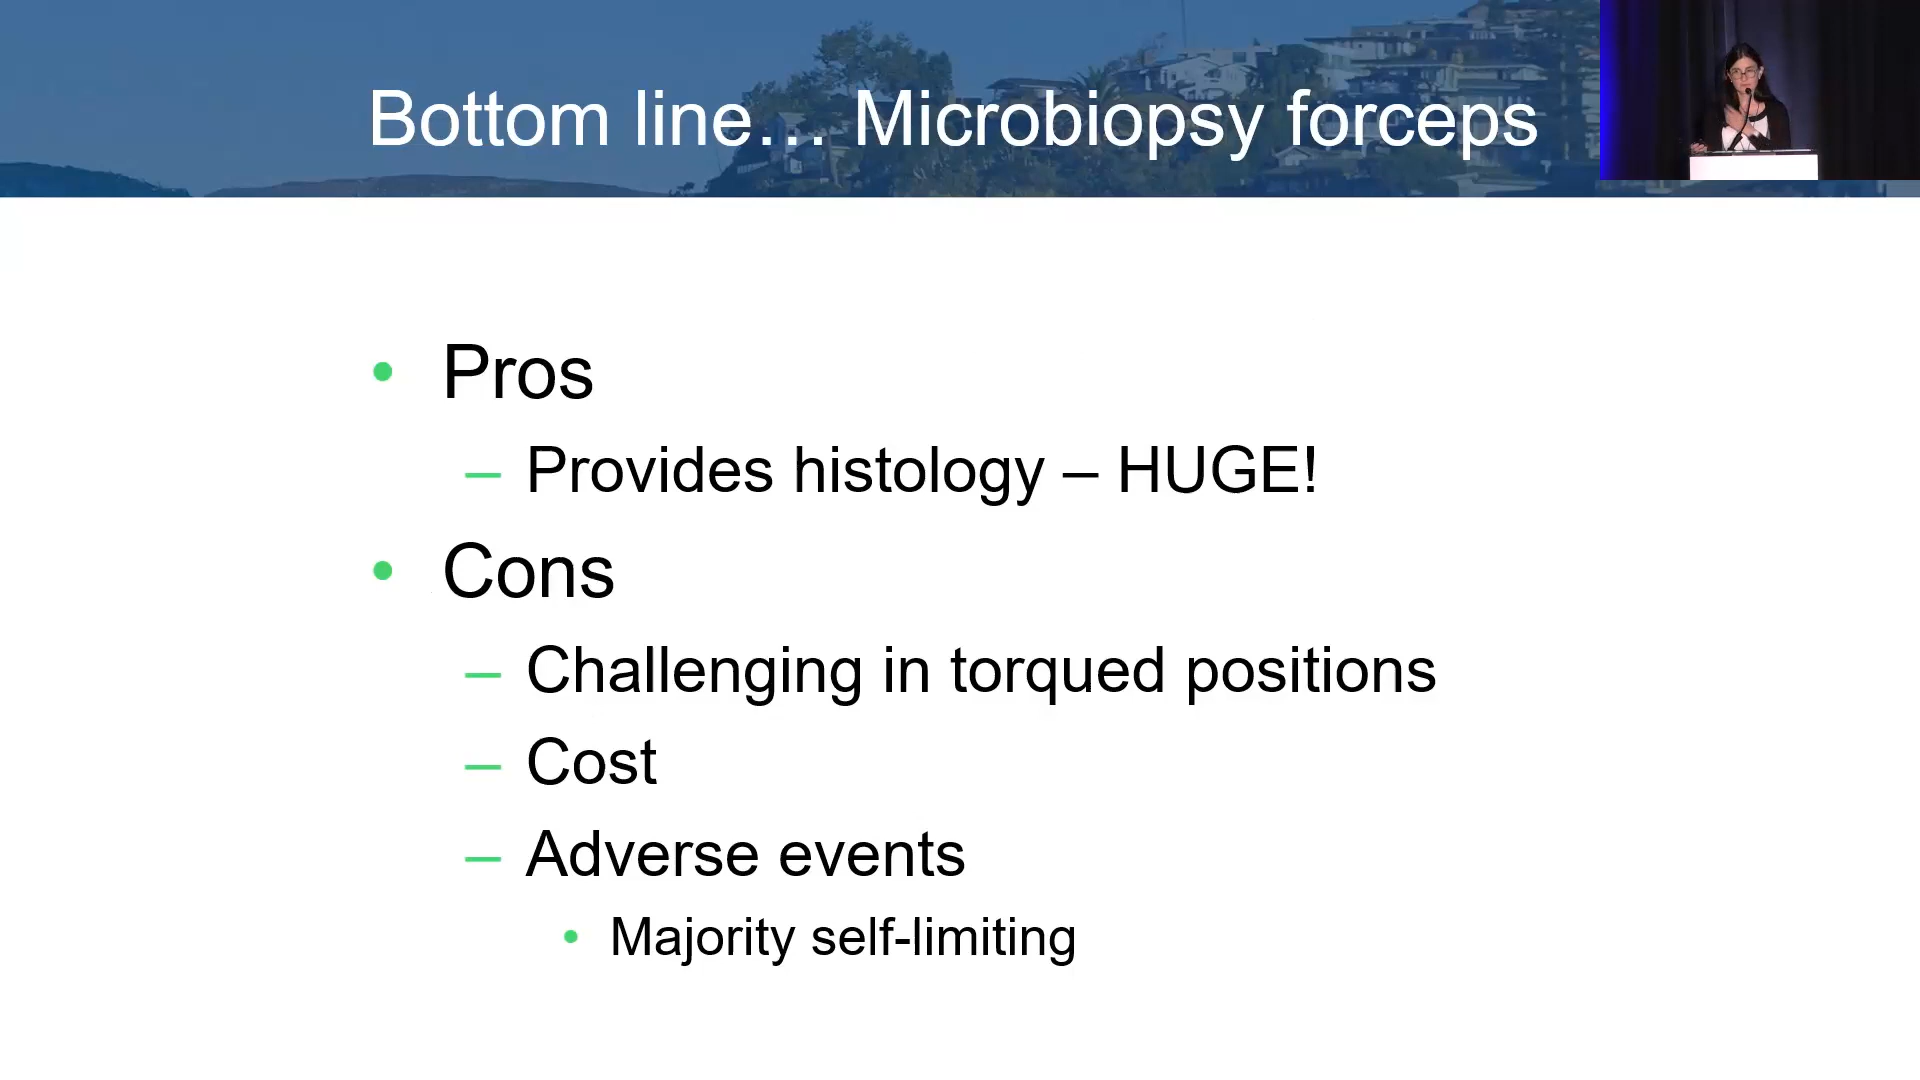 Bottom line… Microbiopsy forceps
• Pros
– Provides histology – HUGE!
• Cons
– Challenging in torqued positions
– Cost
– Adverse events
• Majority self-limiting